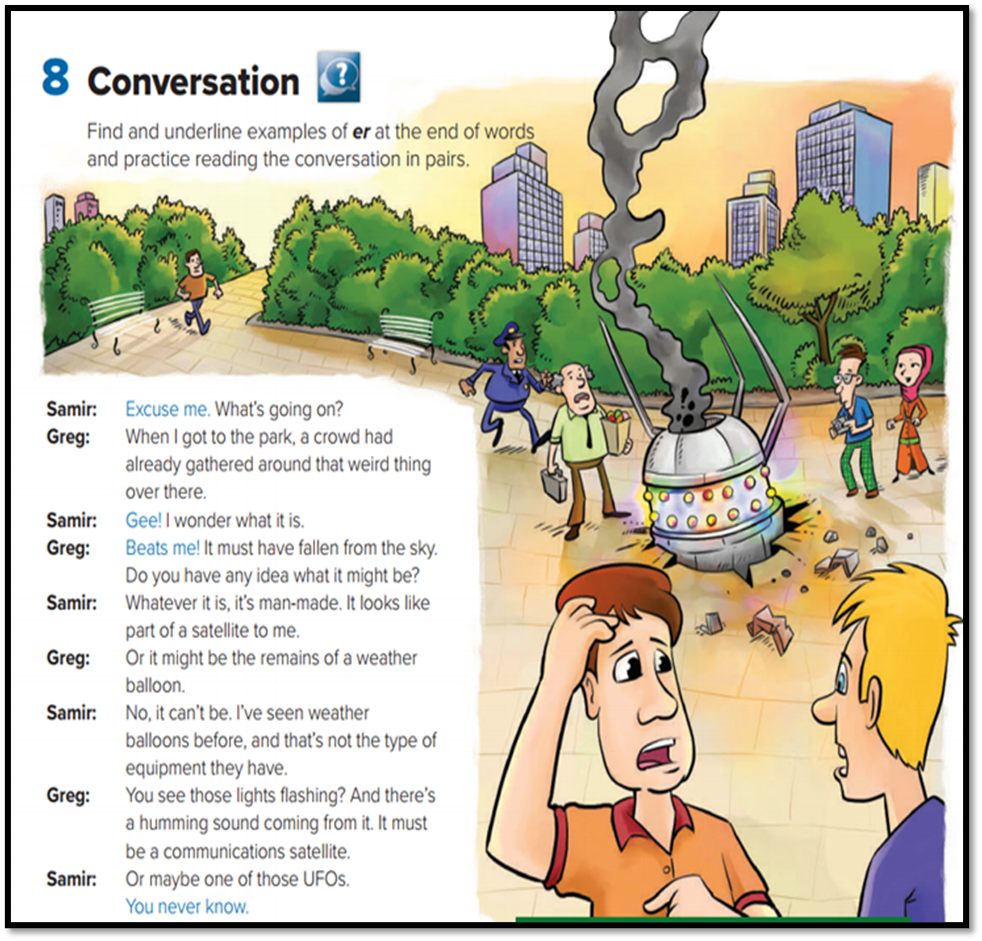 8 Conversation ?
Find and underline examples of er at the end of words
and practice reading the conversation in pairs.
Samir: Excuse me. What's going on?
Greg: When I got to the park, a crowd had
already gathered around that weird thing
over there.
Samir: Gee! I wonder what it is.
Greg: Beats me! It must have fallen from the sky.
Do you have any idea what it might be?
Samir: Whatever it is, it's man-made. It looks like
part of a satellite to me.
Greg: Or it might be the remains of a weather
balloon.
Samir: No, it can't be. I've seen weather
balloons before, and that's not the type of
equipment they have.
Greg: You see those lights flashing? And there's
a humming sound coming from it. It must
be a communications satellite.
Samir: Or maybe one of those UFOs.
You never know.